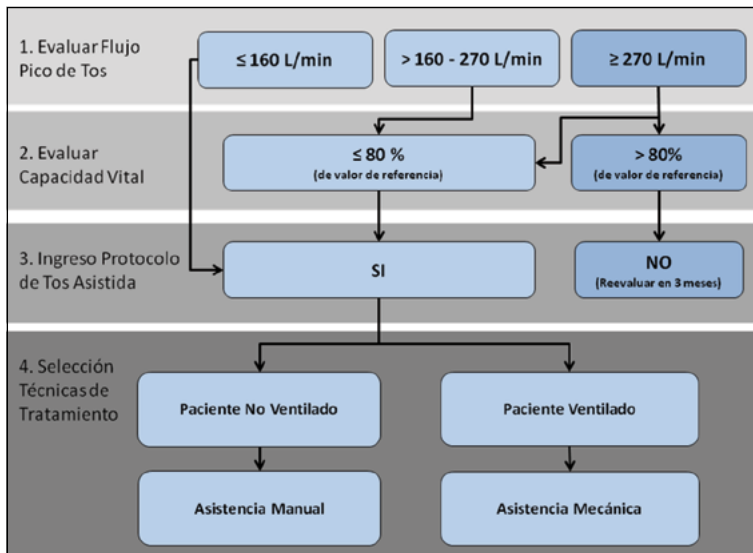 1. Evaluar Flujo
Pico de Tos
≤ 160 L/min
> 160 - 270 L/min
≥ 270 L/min
2. Evaluar
Capacidad Vital
≤ 80 %
(de valor de referencia)
> 80%
(de valor de referencia)
3. Ingreso Protocolo
de Tos Asistida
SI
NO
(Reevaluar en 3 meses)
4. Selección
Técnicas de
Tratamiento
Paciente No Ventilado
Paciente Ventilado
Asistencia Manual
Asistencia Mecánica